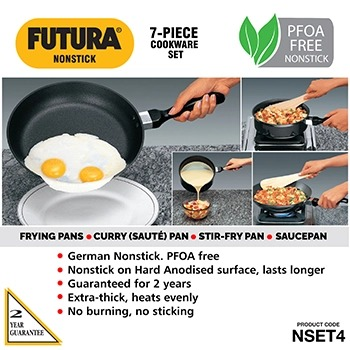 FUTURA®
NONSTICK
7-PIECE
COOKWARE
SET
PFOA
FREE
NONSTICK
FRYING PANS • CURRY (SAUTÉ) PAN • STIR-FRY PAN • SAUCEPAN
• German Nonstick. PFOA free
• Nonstick on Hard Anodised surface, lasts longer
• Guaranteed for 2 years
• Extra-thick, heats evenly
• No burning, no sticking
2
YEAR
GUARANTEE
PRODUCT CODE
NSET4